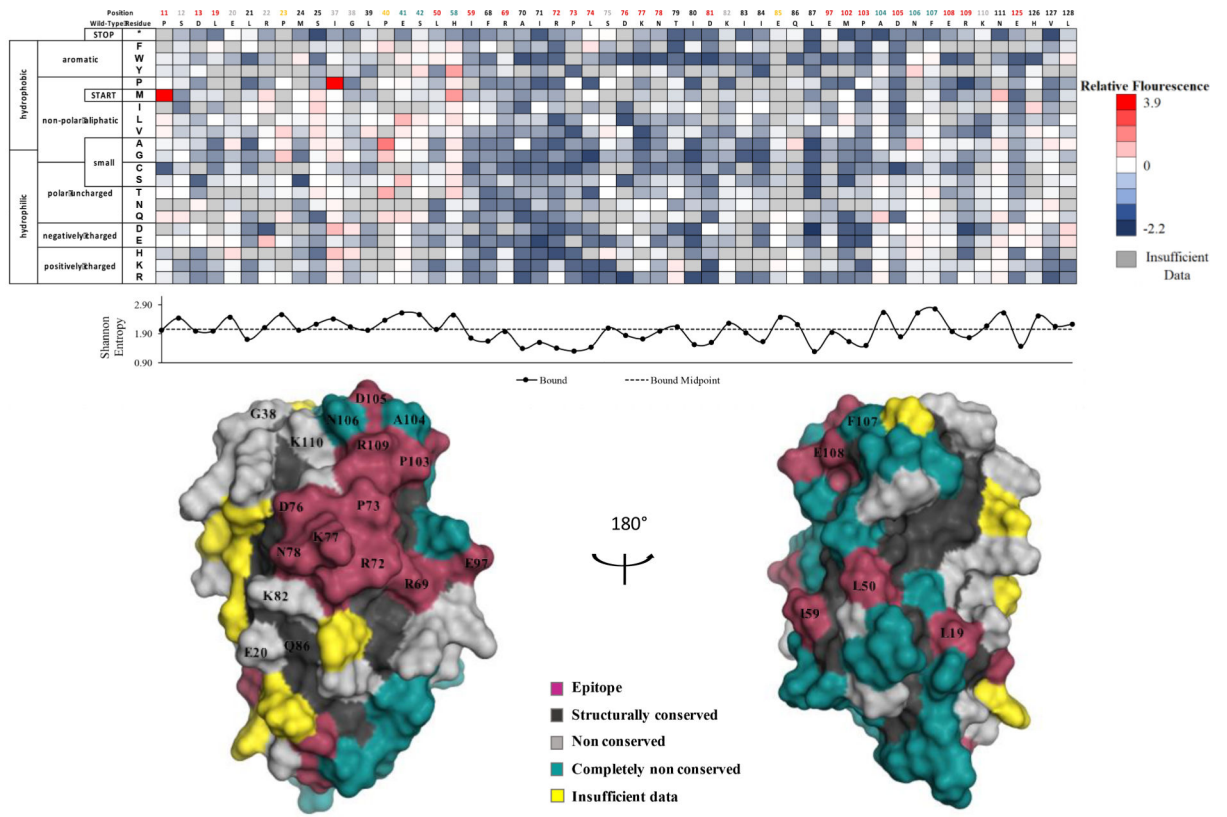 Position 11 12 13 19 20 21 22 23 24 25 37 38 39 40 41 42 50 58 59 68 69 70 71 72 73 74 75 76 77 78 79 80 81 82 83 84 85 86 87 97 102 103 104 105 106 107 108 109 110 111 125 126 127 128
P S D L E L R P M S I G L P E S L H I F R A I R P L S D K N T I D K I I E Q L E M P A D N F E R K N E H V L
STOP *
F
aromatic W
Y
P
START M
I
non-polar aliphatic L
V
hydrophobic
A
small G
C
S
T
polar uncharged N
Q
negatively charged D
E
H
positively charged K
R
hydrophilic
Relative Flourescence
3.9
0
-2.2
Insufficient
Data
Shannon
Entropy
2.90
1.90
0.90
Bound Bound Midpoint
G38 D105
N106 A104
K110 R109
P103
F107
E108
D76 P73
K77
N78 R72 E97
R69
K82
Q86
E20
180°
L50
I59
L19
Epitope
Structurally conserved
Non conserved
Completely non conserved
Insufficient data